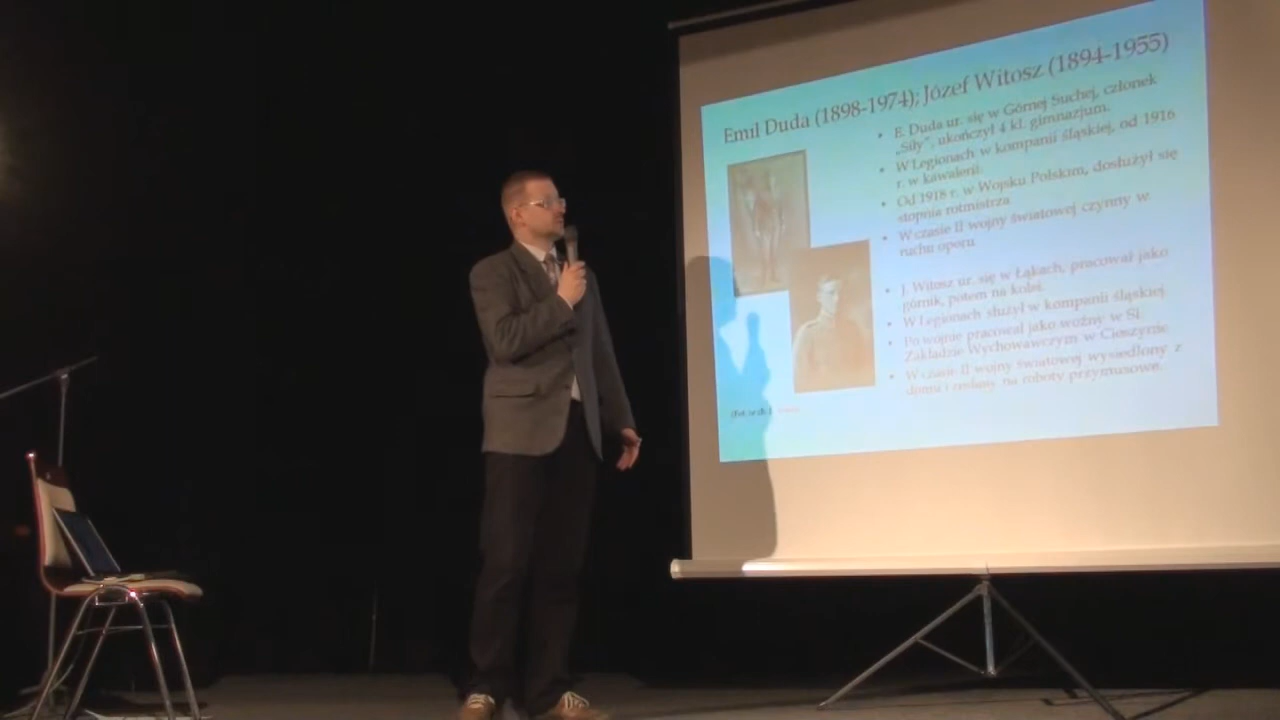 Emil Duda (1898-1974); Józef Witosz (1894-1955)
• E. Duda ur. się w Górnej Suchej, członek
„Siły", ukończył 4 kl. gimnazjum.
• W Legionach w kompanii śląskiej, od 1916
r. w kawalerii.
• Od 1918 r. w Wojsku Polskim, dosłużył się
stopnia rotmistrza
• W czasie II wojny światowej czynny w
ruchu oporu
• J. Witosz ur. się w Łąkach, pracował jako
górnik, potem na kolei.
• W Legionach służył w kompanii śląskiej.
• Po wojnie pracował jako woźny w Śl.
Zakładzie Wychowawczym w Cieszynie
• W czasie II wojny światowej wysiedlony z
domu i zesłany na roboty przymusowe.